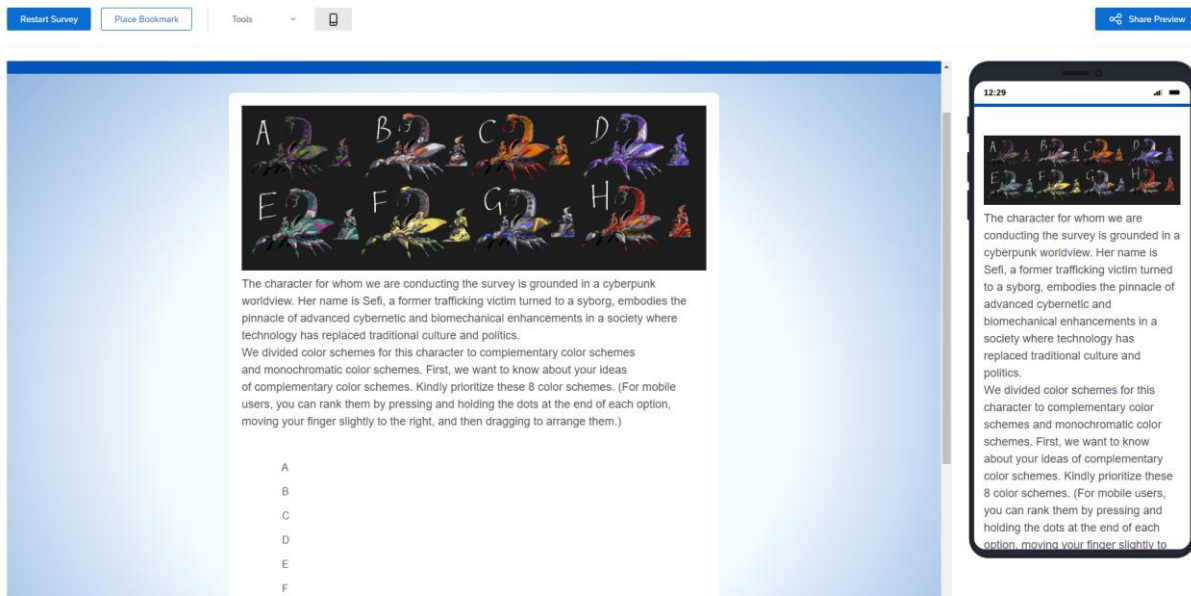 Restart Survey
Place Bookmark
Tools
Share Preview
A B C D
E F G H
The character for whom we are conducting the survey is grounded in a cyberpunk
worldview. Her name is Sefi, a former trafficking victim turned to a syborg, embodies the
pinnacle of advanced cybernetic and biomechanical enhancements in a society where
technology has replaced traditional culture and politics.
We divided color schemes for this character to complementary color schemes
and monochromatic color schemes. First, we want to know about your ideas
of complementary color schemes. Kindly prioritize these 8 color schemes. (For mobile
users, you can rank them by pressing and holding the dots at the end of each option,
moving your finger slightly to the right, and then dragging to arrange them.)
A
B
C
D
E
F
12:29
A B C D
E F G H
The character for whom we are
conducting the survey is grounded in a
cyberpunk worldview. Her name is
Sefi, a former trafficking victim turned
to a syborg, embodies the pinnacle of
advanced cybernetic and
biomechanical enhancements in a
society where technology has
replaced traditional culture and
politics.
We divided color schemes for this
character to complementary color
schemes and monochromatic color
schemes. First, we want to know
about your ideas of complementary
color schemes. Kindly prioritize these
8 color schemes. (For mobile users,
you can rank them by pressing and
holding the dots at the end of each
option, moving your finger slightly to